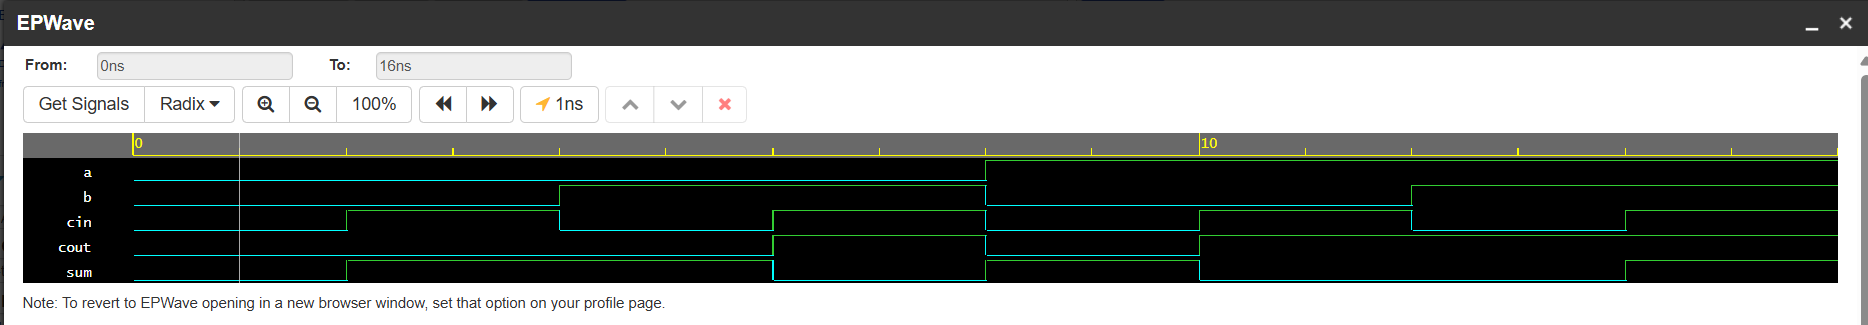 EPWave
From: 0ns To: 16ns
Get Signals Radix 100% 1ns
0 10
a
b
cin
cout
sum
Note: To revert to EPWave opening in a new browser window, set that option on your profile page.